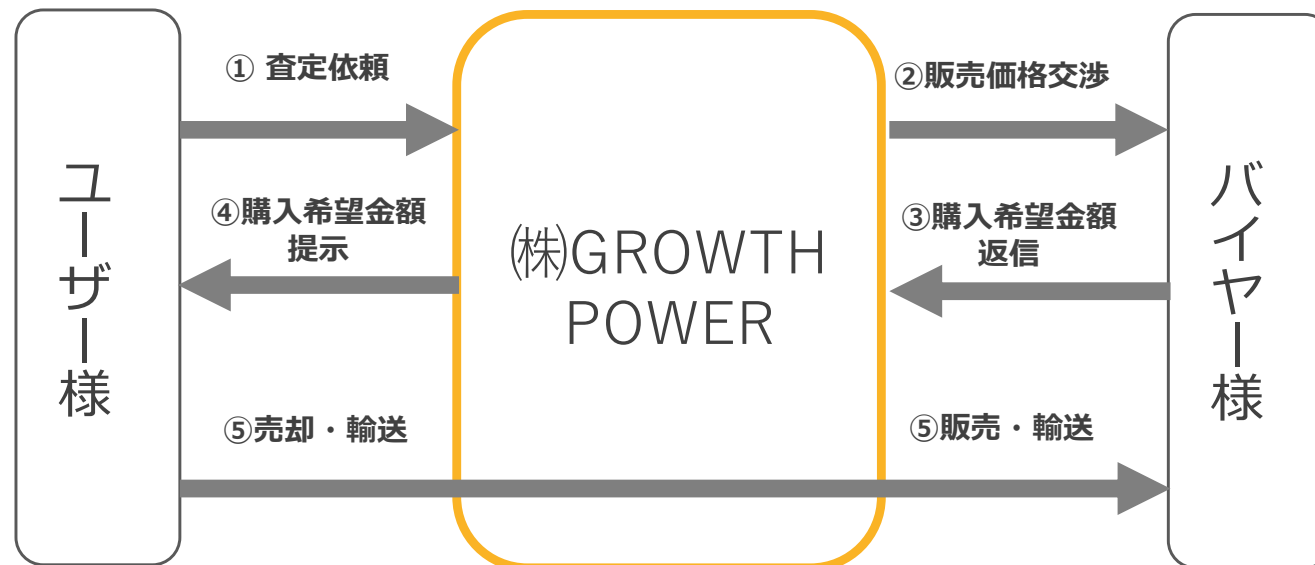 ユーザー様
① 査定依頼
④購入希望金額
提示
⑤売却・輸送
㈱GROWTH
POWER
②販売価格交渉
③購入希望金額
返信
⑤販売・輸送
バイヤー様